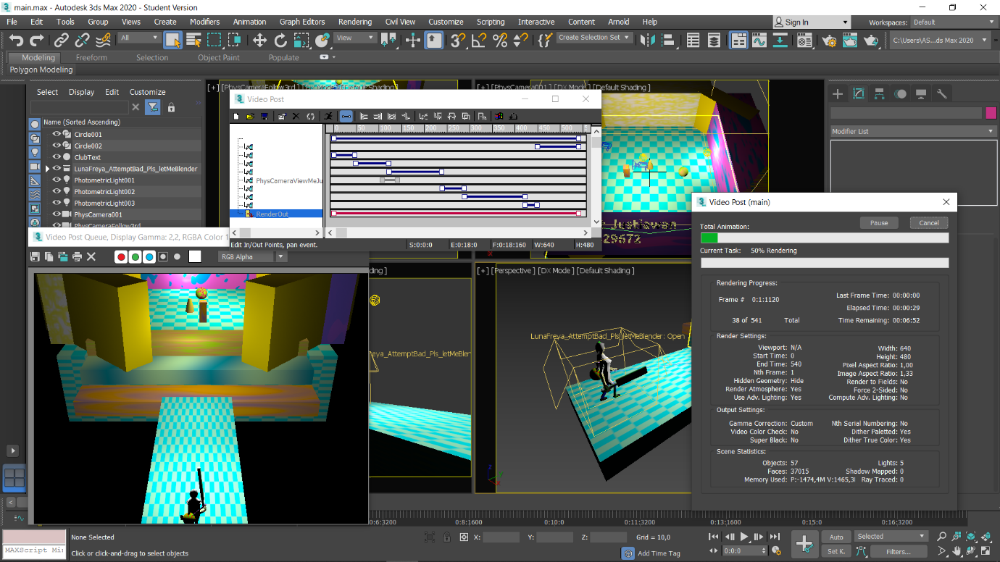 main.max - Autodesk 3ds Max 2020 - Student Version
File Edit Tools Group Views Create Modifiers Animation Graph Editors Rendering Civil View Customize Scripting Interactive Content Arnold Help Sign In Workspaces: Default
All View Create Selection Set C:\Users\AS...ds Max 2020
Modeling Freeform Selection Object Paint Populate
Polygon Modeling
Select Display Edit Customize
Name (Sorted Ascending)
Circle001
Circle002
ClubText
LunaFreya_AttemptBad_Pls_letMeBlender
PhotometricLight001
PhotometricLight002
PhotometricLight003
PhysCamera001
PhysCameraFollow3rd
[+] [PhysCameraFollow3rd]
[+] [PhysCamera001] [DX Mode] [Default Shading]
Video Post
0 50 100 150 200 250 300 350 400 450 500
PhysCameraViewMeJu
RenderOut
Edit In/Out Points, pan event. S:0:0:0 E:0:18:0 F:0:18:160 W:640 H:480
Modifier List
JustSven
29672
Video Post Queue, Display Gamma: 2,2, RGBA Color 1
RGB Alpha
[+] [Perspective] [DX Mode] [Default Shading]
eya_AttemptBad_Pls_letMeBler
LunaFreya_AttemptBad_Pls_letMeBlender: Open
Video Post (main)
Total Animation: Pause Cancel
Current Task: 50% Rendering
Rendering Progress:
Frame # 0:1:1120 Last Frame Time: 00:00:00
Elapsed Time: 00:00:29
38 of 541 Total Time Remaining: 00:06:52
Render Settings:
Viewport: N/A Width: 640
Start Time: 0 Height: 480
End Time: 540 Pixel Aspect Ratio: 1,00
Nth Frame: 1 Image Aspect Ratio: 1,33
Hidden Geometry: Hide Render to Fields: No
Render Atmosphere: Yes Force 2-Sided: No
Use Adv. Lighting: Yes Compute Adv. Lighting: No
Output Settings:
Gamma Correction: Custom Nth Serial Numbering: No
Video Color Check: No Dither Paletted: Yes
Super Black: No Dither True Color: Yes
Scene Statistics:
Objects: 57 Lights: 5
Faces: 37015 Shadow Mapped: 0
Memory Used: P:-1474,4M V:1465,3 Ray Traced: 0
0:6:3200 0:8:1600 0:10:0 0:11:3200 0:13:1600 0:15:0 0:16:3200
None Selected X: Y: Z: Grid = 10,0 Auto Selected
MAXScript Mi Click or click-and-drag to select objects Add Time Tag 0:0:0 Set K. Filters...